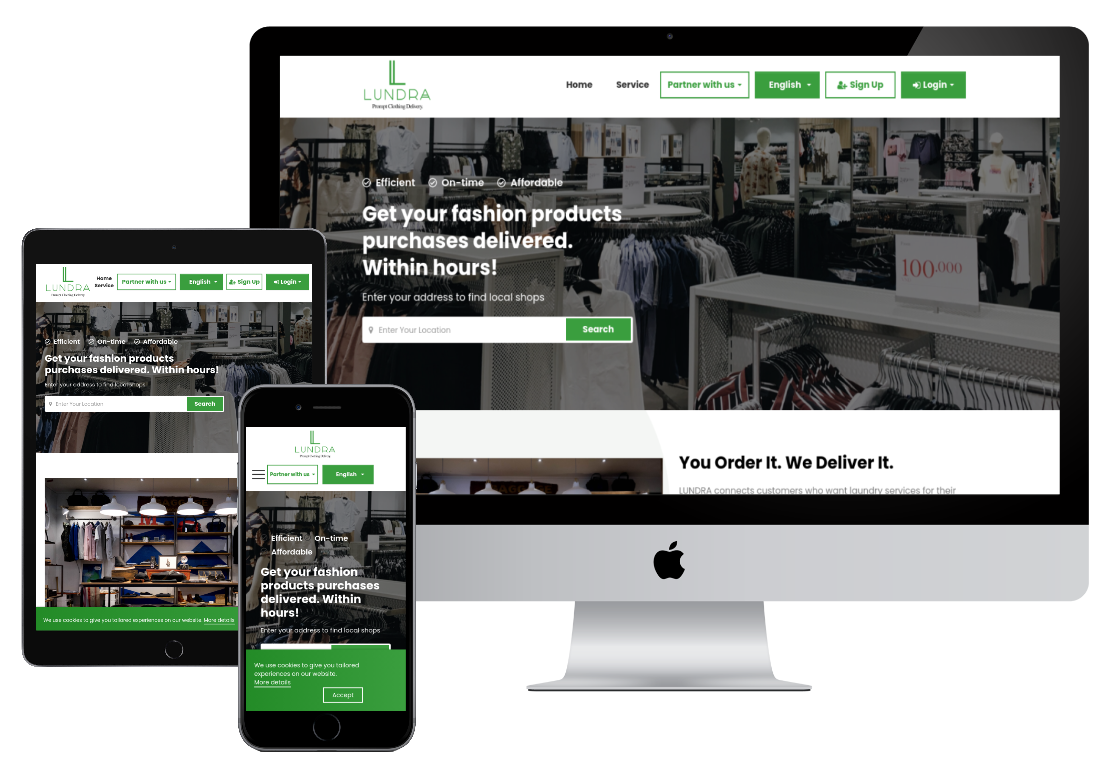 LUNDRA
Prompt Clothing Delivery.
Home Service Partner with us English Sign Up Login
Efficient On-time Affordable
Get your fashion products
purchases delivered.
Within hours!
Enter your address to find local shops
Enter Your Location Search
100.000
You Order It. We Deliver It.
LUNDRA connects customers who want laundry services for their
LUNDRA
Prompt Clothing Delivery.
Home
Service
Partner with us English Sign Up Login
Efficient On-time Affordable
Get your fashion products
purchases delivered. Within hours!
Enter your address to find local shops
Enter Your Location Search
We use cookies to give you tailored experiences on our website. More details
LUNDRA
Prompt Clothing Delivery.
Partner with us English
Efficient On-time
Affordable
Get your fashion
products purchases
delivered. Within
hours!
Enter your address to find local shops
We use cookies to give you tailored
experiences on our website.
More details
Accept